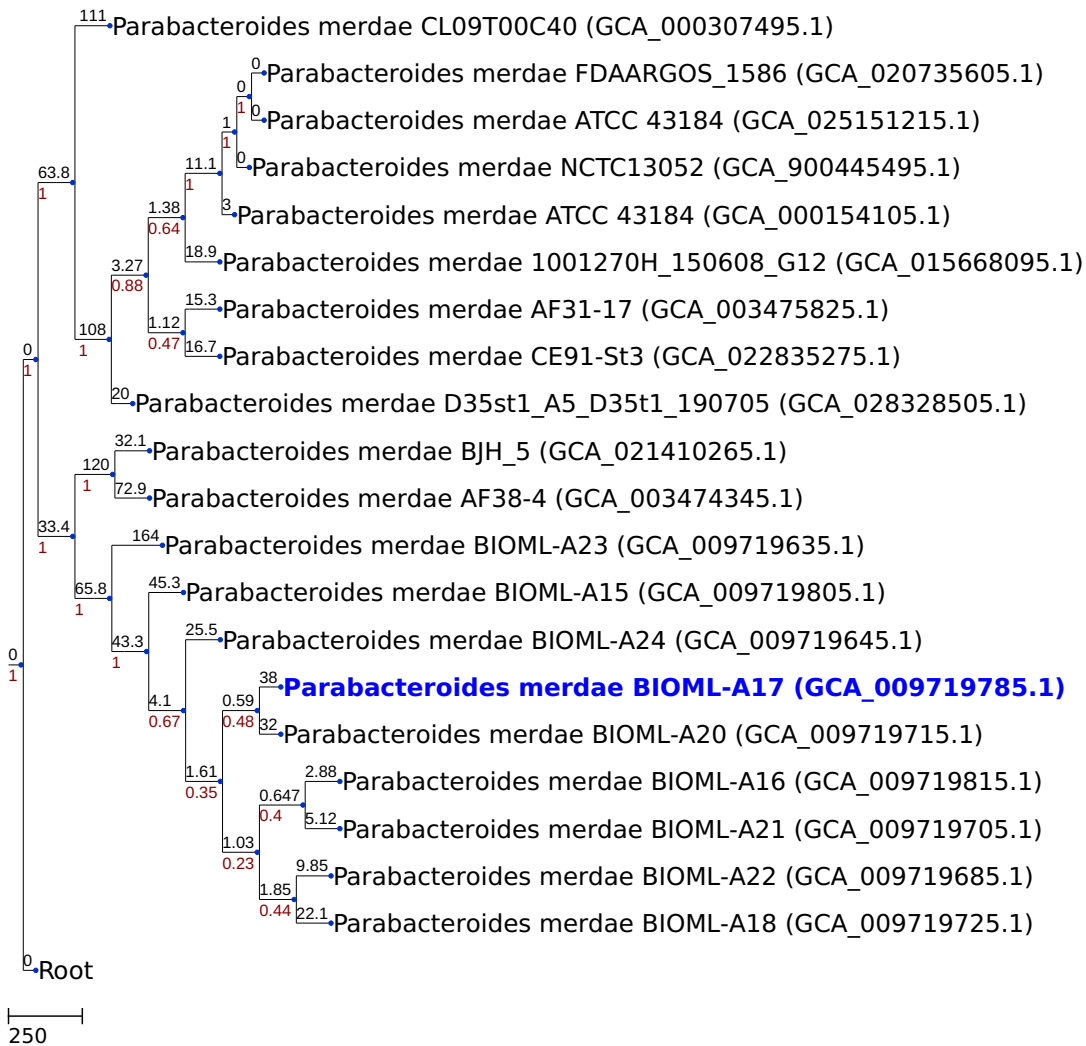 111
Parabacteroides merdae CL09T00C40 (GCA_000307495.1)
0
Parabacteroides merdae FDAARGOS_1586 (GCA_020735605.1)
0
1
0
Parabacteroides merdae ATCC 43184 (GCA_025151215.1)
1
1
0
Parabacteroides merdae NCTC13052 (GCA_900445495.1)
11.1
1
63.8
1
3
Parabacteroides merdae ATCC 43184 (GCA_000154105.1)
1.38
0.64
18.9
Parabacteroides merdae 1001270H_150608_G12 (GCA_015668095.1)
3.27
0.88
15.3
Parabacteroides merdae AF31-17 (GCA_003475825.1)
1.12
0.47
108
1
16.7
Parabacteroides merdae CE91-St3 (GCA_022835275.1)
0
1
20
Parabacteroides merdae D35st1_A5_D35t1_190705 (GCA_028328505.1)
32.1
Parabacteroides merdae BJH_5 (GCA_021410265.1)
120
1
72.9
Parabacteroides merdae AF38-4 (GCA_003474345.1)
33.4
1
164
Parabacteroides merdae BIOML-A23 (GCA_009719635.1)
65.8
1
45.3
Parabacteroides merdae BIOML-A15 (GCA_009719805.1)
43.3
1
25.5
Parabacteroides merdae BIOML-A24 (GCA_009719645.1)
0
1
38
Parabacteroides merdae BIOML-A17 (GCA_009719785.1)
4.1
0.67
0.59
0.48
32
Parabacteroides merdae BIOML-A20 (GCA_009719715.1)
1.61
0.35
2.88
Parabacteroides merdae BIOML-A16 (GCA_009719815.1)
0.647
0.4
5.12
Parabacteroides merdae BIOML-A21 (GCA_009719705.1)
1.03
0.23
9.85
Parabacteroides merdae BIOML-A22 (GCA_009719685.1)
1.85
0.44
22.1
Parabacteroides merdae BIOML-A18 (GCA_009719725.1)
0
Root
250